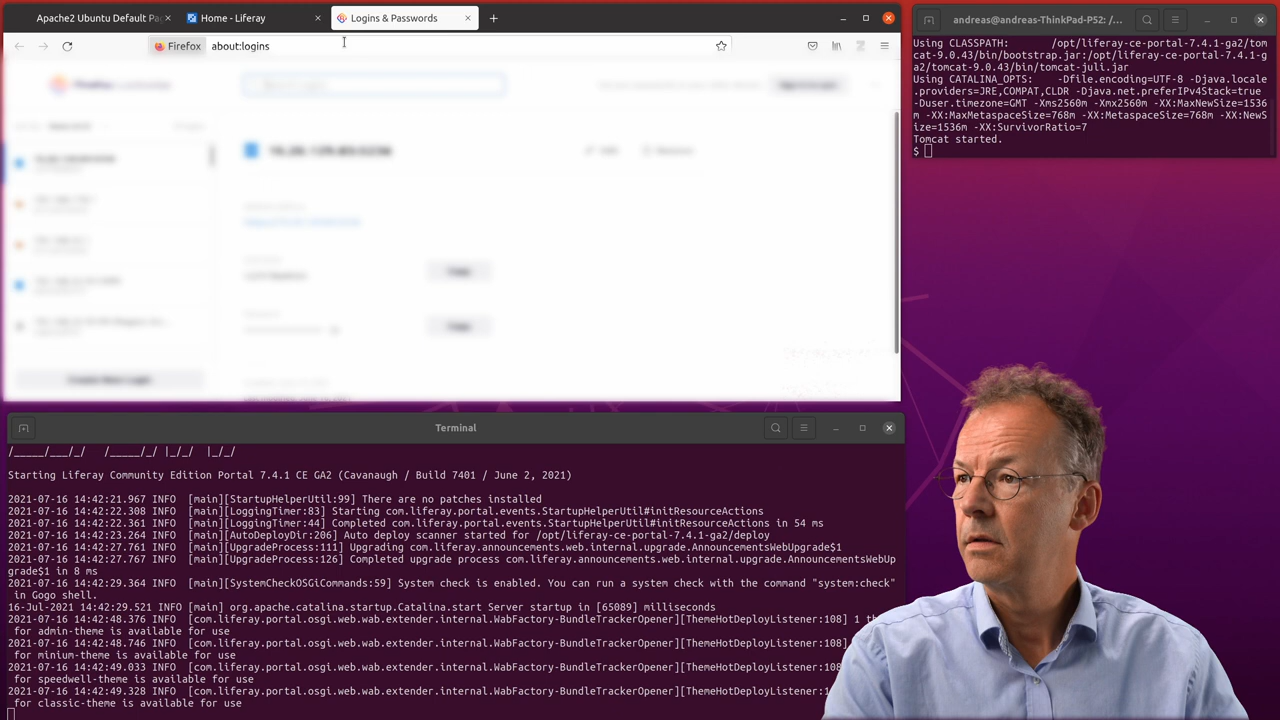 Apache2 Ubuntu Default Pa
Home - Liferay
Logins & Passwords
Firefox about:logins
andreas@andreas-ThinkPad-P52: /...
Using CLASSPATH:       /opt/liferay-ce-portal-7.4.1-ga2/tom
cat-9.0.43/bin/bootstrap.jar:/opt/liferay-ce-portal-7.4.1-g
a2/tomcat-9.0.43/bin/tomcat-juli.jar
Using CATALINA_OPTS:    -Dfile.encoding=UTF-8 -Djava.locale
.providers=JRE,COMPAT,CLDR -Djava.net.preferIPv4Stack=true
-Duser.timezone=GMT -Xms2560m -Xmx2560m -XX:MaxNewSize=1536
m -XX:MaxMetaspaceSize=768m -XX:MetaspaceSize=768m -XX:NewS
ize=1536m -XX:SurvivorRatio=7
Tomcat started.
$
Terminal
/_____/___/_/   /_____/_/ |_/_/  |_/_/
Starting Liferay Community Edition Portal 7.4.1 CE GA2 (Cavanaugh / Build 7401 / June 2, 2021)
2021-07-16 14:42:21.967 INFO  [main][StartupHelperUtil:99] There are no patches installed
2021-07-16 14:42:22.308 INFO  [main][LoggingTimer:83] Starting com.liferay.portal.events.StartupHelperUtil#initResourceActions
2021-07-16 14:42:22.361 INFO  [main][LoggingTimer:44] Completed com.liferay.portal.events.StartupHelperUtil#initResourceActions in 54 ms
2021-07-16 14:42:23.264 INFO  [main][AutoDeployDir:206] Auto deploy scanner started for /opt/liferay-ce-portal-7.4.1-ga2/deploy
2021-07-16 14:42:27.761 INFO  [main][UpgradeProcess:111] Upgrading com.liferay.announcements.web.internal.upgrade.AnnouncementsWebUpgrade$1
2021-07-16 14:42:27.767 INFO  [main][UpgradeProcess:126] Completed upgrade process com.liferay.announcements.web.internal.upgrade.AnnouncementsWebUp
grade$1 in 8 ms
2021-07-16 14:42:29.364 INFO  [main][SystemCheckOSGiCommands:59] System check is enabled. You can run a system check with the command "system:check"
in Gogo shell.
16-Jul-2021 14:42:29.521 INFO [main] org.apache.catalina.startup.Catalina.start Server startup in [65089] milliseconds
2021-07-16 14:42:48.376 INFO  [com.liferay.portal.osgi.web.wab.extender.internal.WabFactory-BundleTrackerOpener][ThemeHotDeployListener:108] 1 th
for admin-theme is available for use
2021-07-16 14:42:48.746 INFO  [com.liferay.portal.osgi.web.wab.extender.internal.WabFactory-BundleTrackerOpener][ThemeHotDeployListener:108]
for minium-theme is available for use
2021-07-16 14:42:49.033 INFO  [com.liferay.portal.osgi.web.wab.extender.internal.WabFactory-BundleTrackerOpener][ThemeHotDeployListener:108
for speedwell-theme is available for use
2021-07-16 14:42:49.328 INFO  [com.liferay.portal.osgi.web.wab.extender.internal.WabFactory-BundleTrackerOpener][ThemeHotDeployListener:1
for classic-theme is available for use